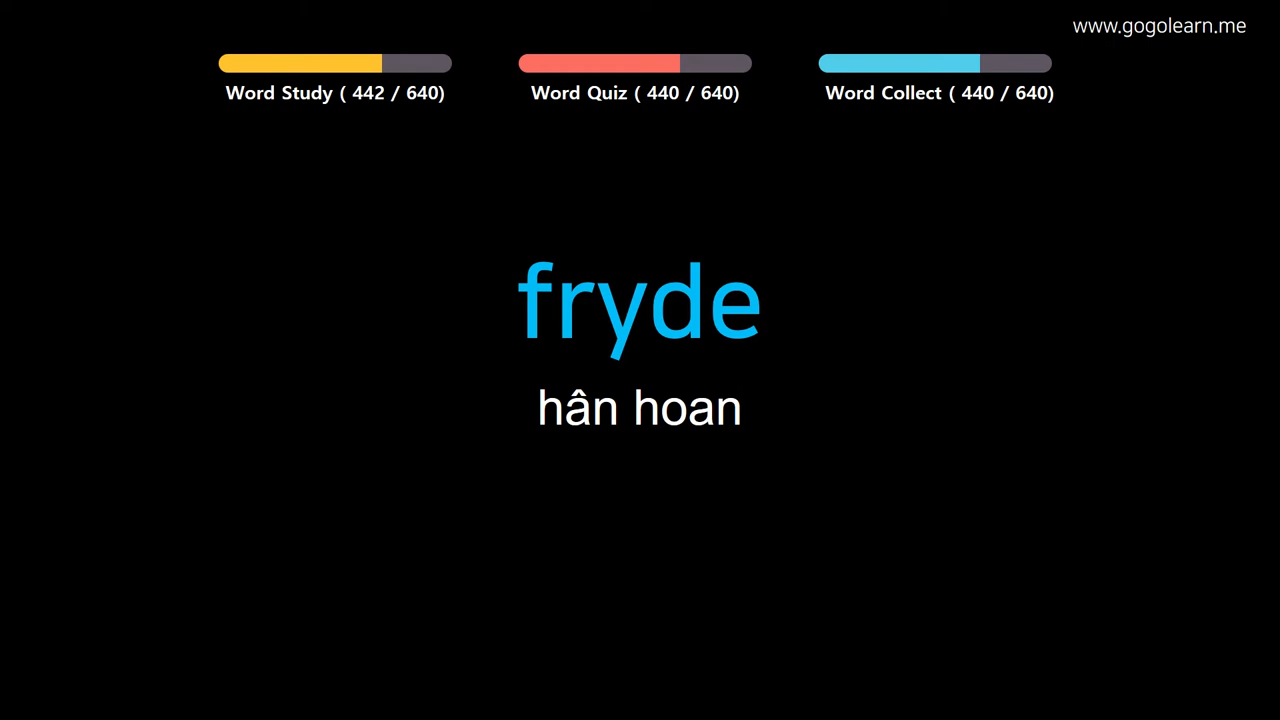 www.gogolearn.me
Word Study ( 442 / 640)
Word Quiz ( 440 / 640)
Word Collect ( 440 / 640)
fryde
hân hoan